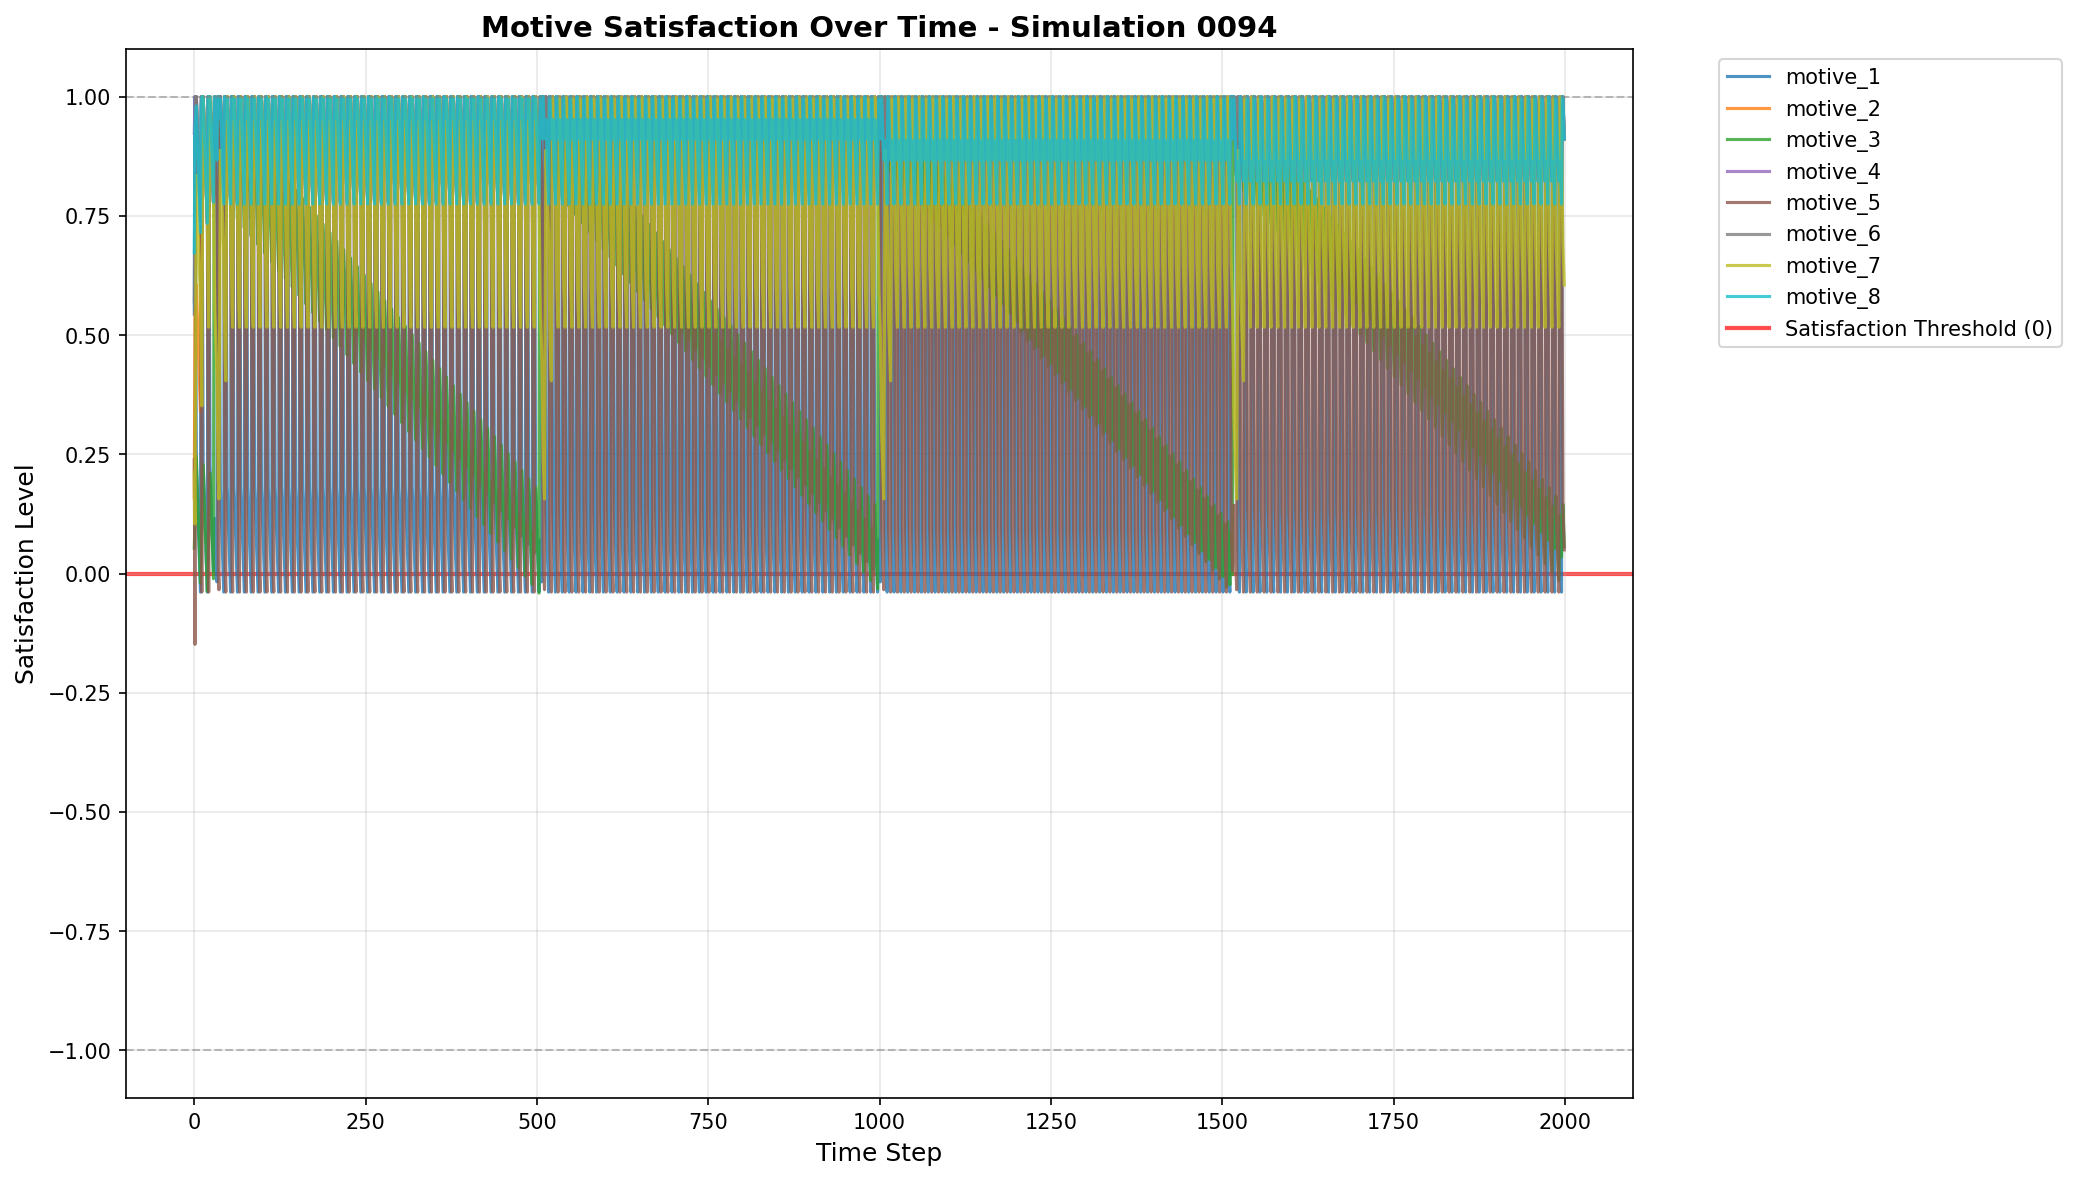 Motive Satisfaction Over Time - Simulation 0094
1.00
0.75
0.50
0.25
0.00
−0.25
−0.50
−0.75
−1.00
Satisfaction Level
0 250 500 750 1000 1250 1500 1750 2000
Time Step
motive_1
motive_2
motive_3
motive_4
motive_5
motive_6
motive_7
motive_8
Satisfaction Threshold (0)